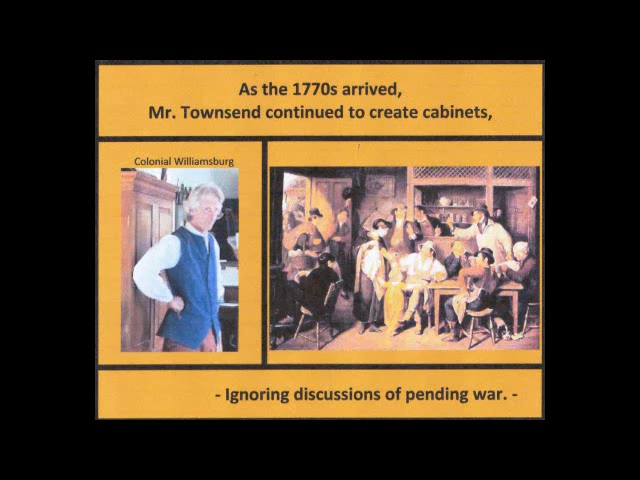 As the 1770s arrived,
Mr. Townsend continued to create cabinets,
Colonial Williamsburg
- Ignoring discussions of pending war. -